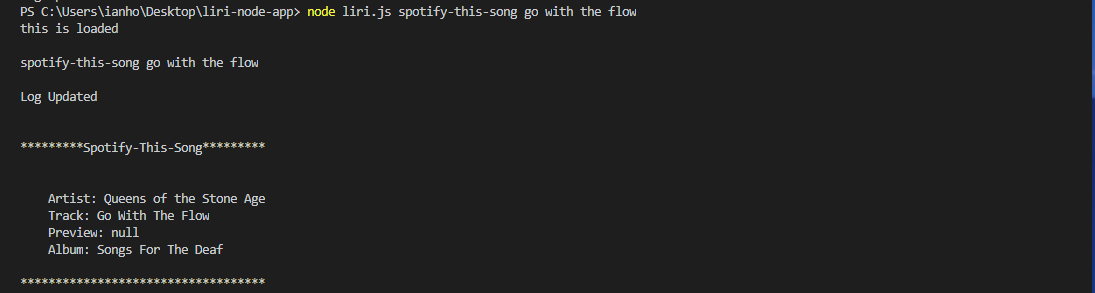 PS C:\Users\ianho\Desktop\liri-node-app> node liri.js spotify-this-song go with the flow
this is loaded
spotify-this-song go with the flow
Log Updated
*********Spotify-This-Song*********
Artist: Queens of the Stone Age
Track: Go With The Flow
Preview: null
Album: Songs For The Deaf
***********************************